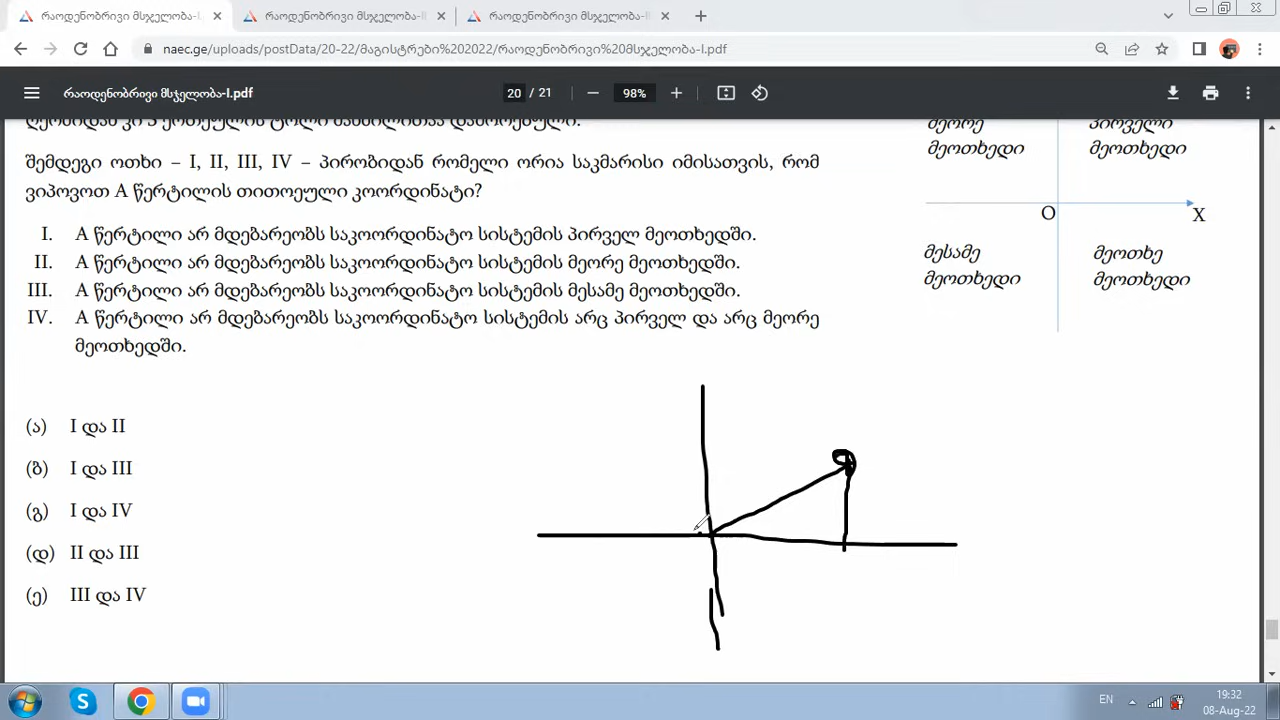 რაოდენობრივი მსჯელობა-I.
რაოდენობრივი მსჯელობა-II
რაოდენობრივი მსჯელობა-I
naec.ge/uploads/postData/20-22/მაგისტრები%202022/რაოდენობრივი%20მსჯელობა-I.pdf
რაოდენობრივი მსჯელობა-I.pdf
20 / 21
98%
შემდეგი ოთხი – I, II, III, IV – პირობიდან რომელი ორია საკმარისი იმისათვის, რომ
ვიპოვოთ A წერტილის თითოეული კოორდინატი?
I. A წერტილი არ მდებარეობს საკოორდინატო სისტემის პირველ მეოთხედში.
II. A წერტილი არ მდებარეობს საკოორდინატო სისტემის მეორე მეოთხედში.
III. A წერტილი არ მდებარეობს საკოორდინატო სისტემის მესამე მეოთხედში.
IV. A წერტილი არ მდებარეობს საკოორდინატო სისტემის არც პირველ და არც მეორე
მეოთხედში.
მეორე
მეოთხედი
პირველი
მეოთხედი
O
X
მესამე
მეოთხედი
მეოთხე
მეოთხედი
(ა) I და II
(ბ) I და III
(გ) I და IV
(დ) II და III
(ე) III და IV
EN
19:32
08-Aug-22